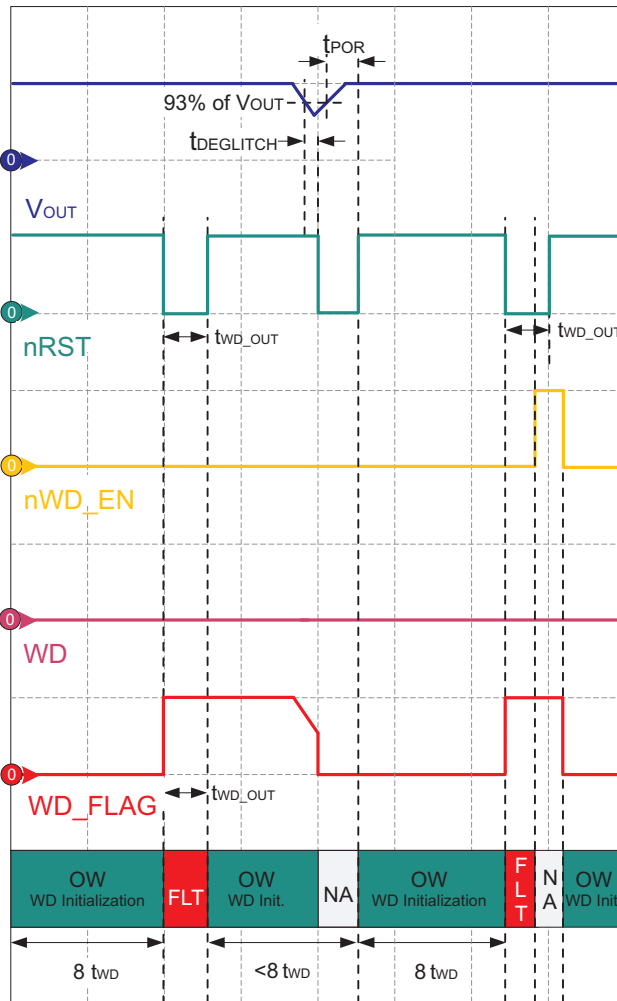 tPOR
93% of VOUT
tDEGLITCH
0
VOUT
0
nRST
tWD_OUT
tWD_OUT
0
nWD_EN
0
WD
0
WD_FLAG
tWD_OUT
OW
WD Initialization
FLT
OW
WD Init.
NA
OW
WD Initialization
FLT
NA
OW
WD Init
8 tWD
<8 tWD
8 tWD